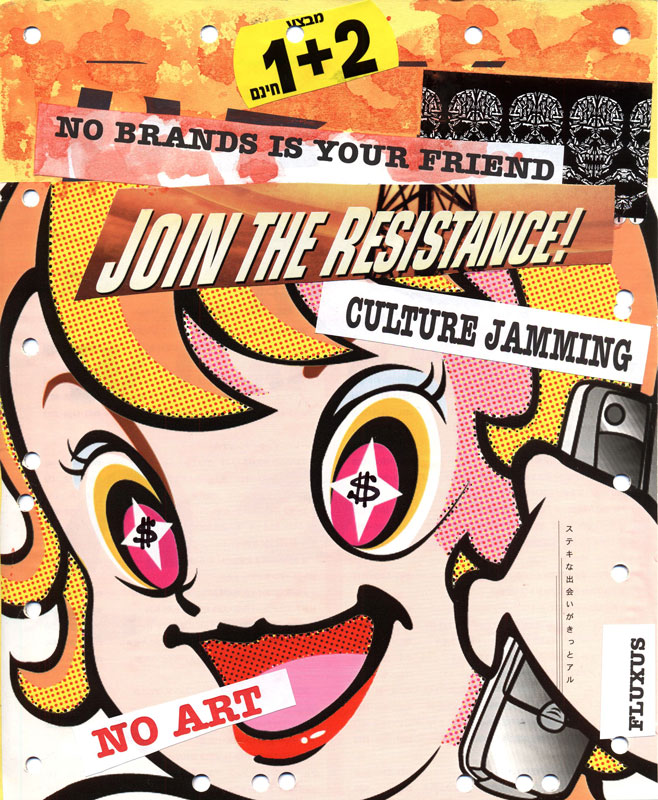 מבצע
1+2
חינם
NO BRANDS IS YOUR FRIEND
JOIN THE RESISTANCE!
CULTURE JAMMING
$
$
ステキな出会いがきっとアル
FLUXUS
NO ART